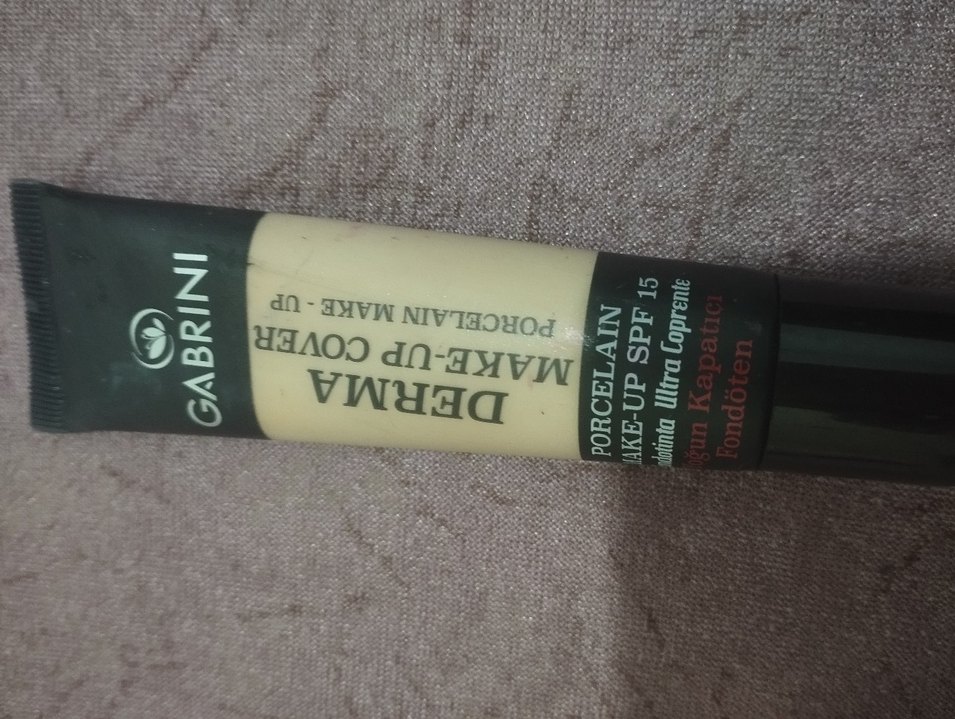 GABRINI
DERMA
MAKE-UP COVER
PORCELAIN MAKE - UP
PORCELAIN
MAKE-UP SPF 15
Ultra Coprente
Kapatıcı
Fondöten